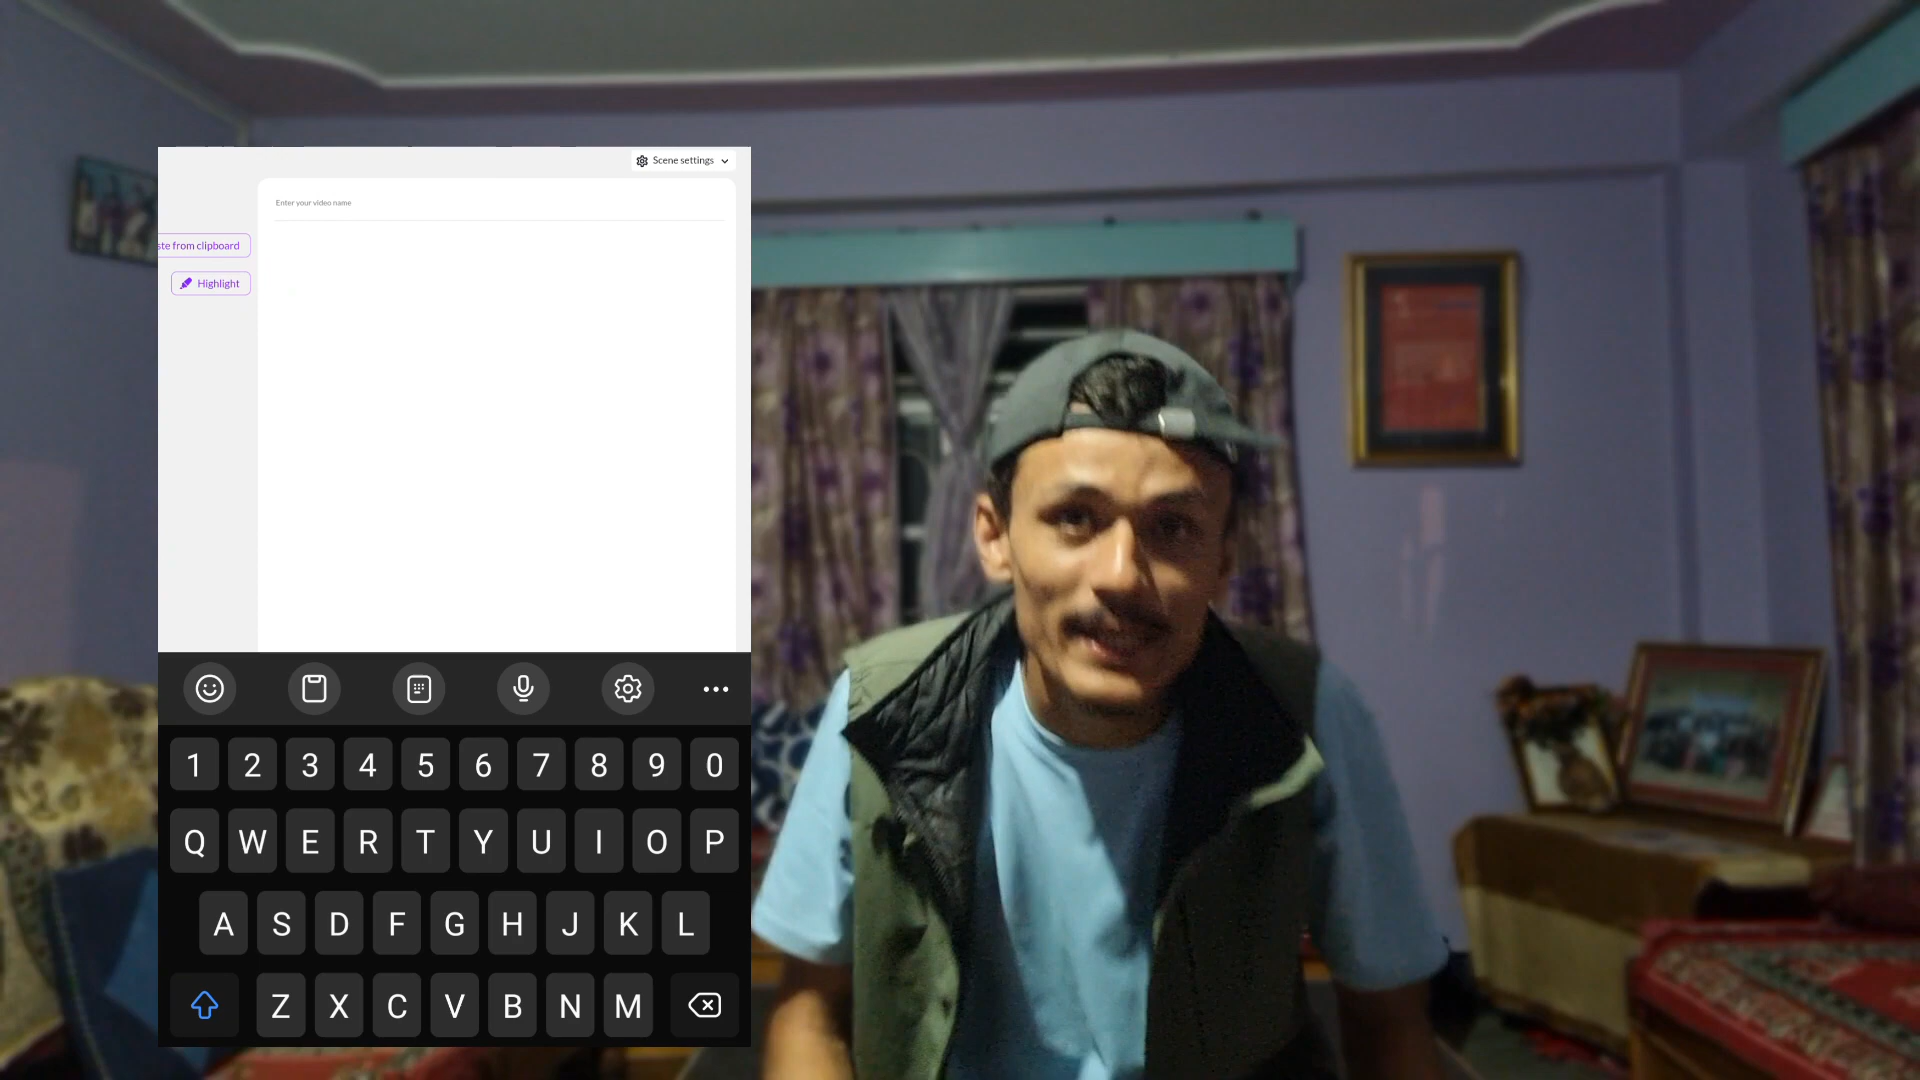 Scene settings
Enter your video name
ste from clipboard
Highlight
1 2 3 4 5 6 7 8 9 0
Q W E R T Y U I O P
A S D F G H J K L
Z X C V B N M